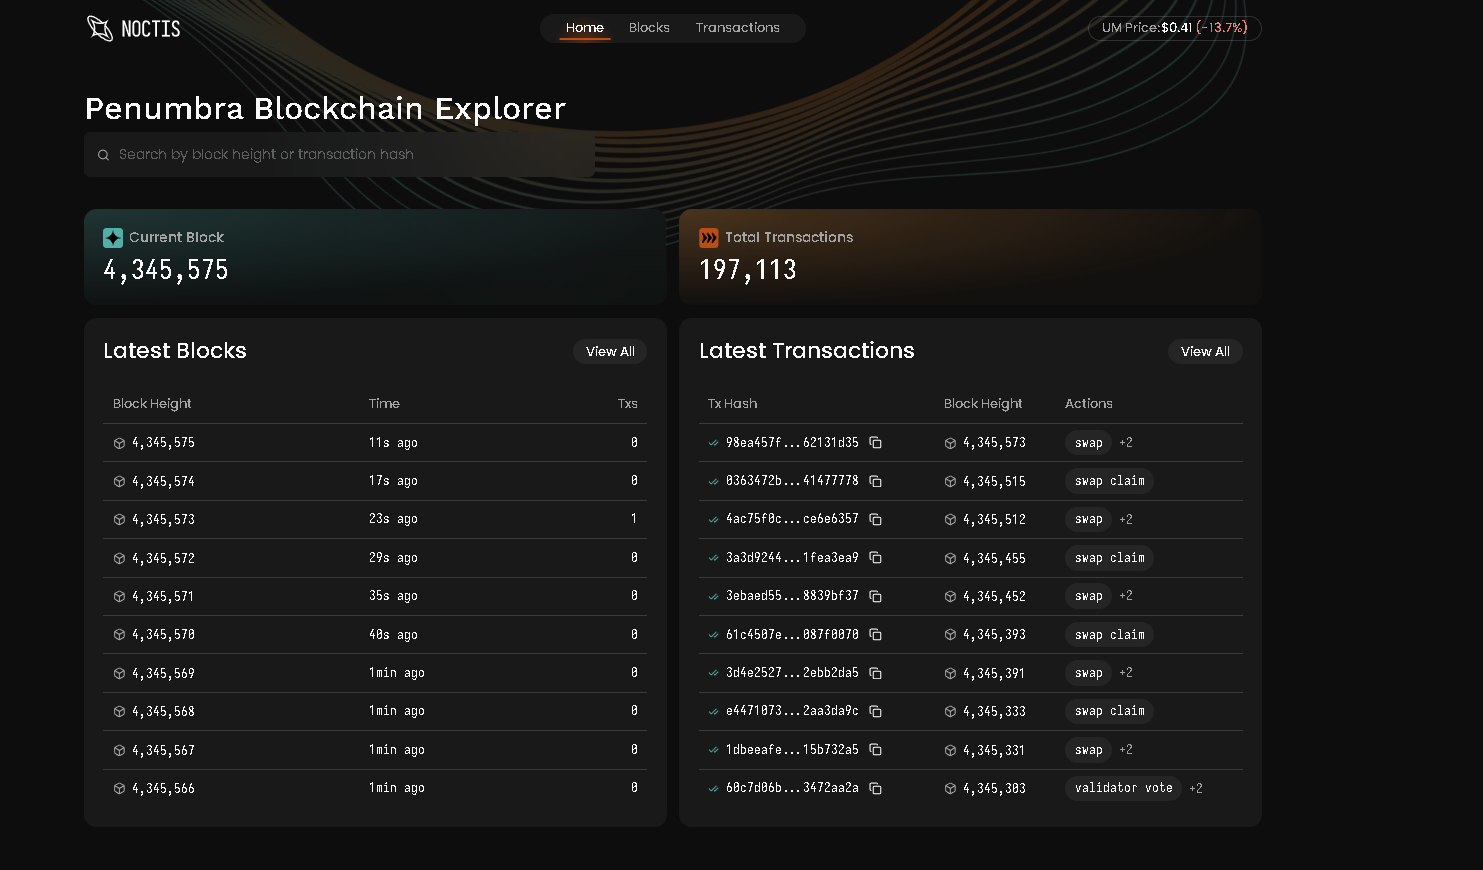 NOCTIS
Home Blocks Transactions
UM Price:$0.41 (-13.7%)
Penumbra Blockchain Explorer
Search by block height or transaction hash
Current Block
4,345,575
Total Transactions
197,113
Latest Blocks
View All
Block Height Time Txs
4,345,575 11s ago 0
4,345,574 17s ago 0
4,345,573 23s ago 1
4,345,572 29s ago 0
4,345,571 35s ago 0
4,345,570 40s ago 0
4,345,569 1min ago 0
4,345,568 1min ago 0
4,345,567 1min ago 0
4,345,566 1min ago 0
Latest Transactions
View All
Tx Hash Block Height Actions
98ea457f...62131d35 4,345,573 swap +2
0363472b...41477778 4,345,515 swap claim
4ac75f0c...ce6e6357 4,345,512 swap +2
3a3d9244...1fea3ea9 4,345,455 swap claim
3ebaed55...8839bf37 4,345,452 swap +2
61c4507e...087f0070 4,345,393 swap claim
3d4e2527...2ebb2da5 4,345,391 swap +2
e4471073...2aa3da9c 4,345,333 swap claim
1dbeeafe...15b732a5 4,345,331 swap +2
60c7d06b...3472aa2a 4,345,303 validator vote +2